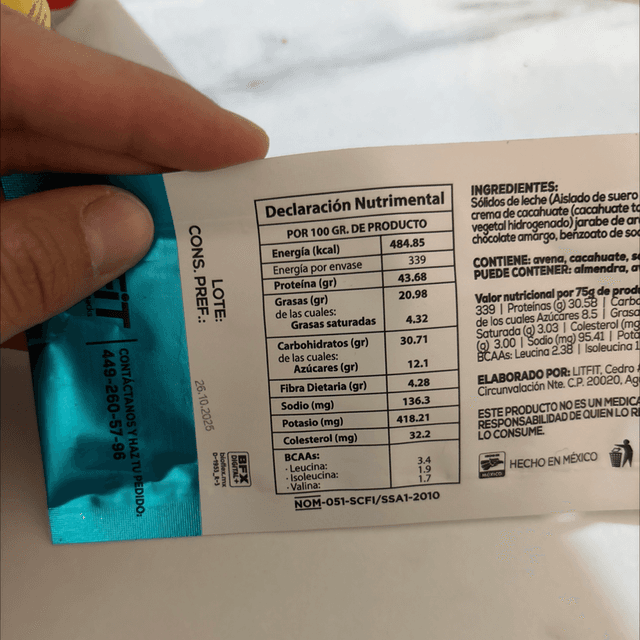 FIT
CONTÁCTANOS Y HAZ TU PEDIDO:
449-260-57-96
LOTE:
CONS. PREF.:
26.10.2025
BFX
DIGITAL+
Declaración Nutrimental
POR 100 GR. DE PRODUCTO
Energía (kcal) 484.85
Energía por envase 339
Proteína (gr) 43.68
Grasas (gr) 20.98
de las cuales:
Grasas saturadas 4.32
Carbohidratos (gr) 30.71
de las cuales:
Azúcares (gr) 12.1
Fibra Dietaria (gr) 4.28
Sodio (mg) 136.3
Potasio (mg) 418.21
Colesterol (mg) 32.2
BCAAs:
· Leucina: 3.4
· Isoleucina: 1.9
· Valina: 1.7
NOM-051-SCFI/SSA1-2010
INGREDIENTES:
Sólidos de leche (Aislado de suero
crema de cacahuate (cacahuate to
vegetal hidrogenado) jarabe de ar
chocolate amargo, benzoato de so
CONTIENE: avena, cacahuate, s
PUEDE CONTENER: almendra, a
Valor nutricional por 75g de produ
339 | Proteínas (g) 30.58 | Carbo
de los cuales Azúcares 8.5 | Grasa
Saturada (g) 3.03 | Colesterol (mg
(g) 3.00 | Sodio (mg) 95.41 | Pota
BCAAs: Leucina 2.38 | Isoleucina 1
ELABORADO POR: LITFIT, Cedro #
Circunvalación Nte. C.P. 20020, Ag
ESTE PRODUCTO NO ES UN MEDICA
RESPONSABILIDAD DE QUIEN LO RE
LO CONSUME.
HECHO EN MÉXICO